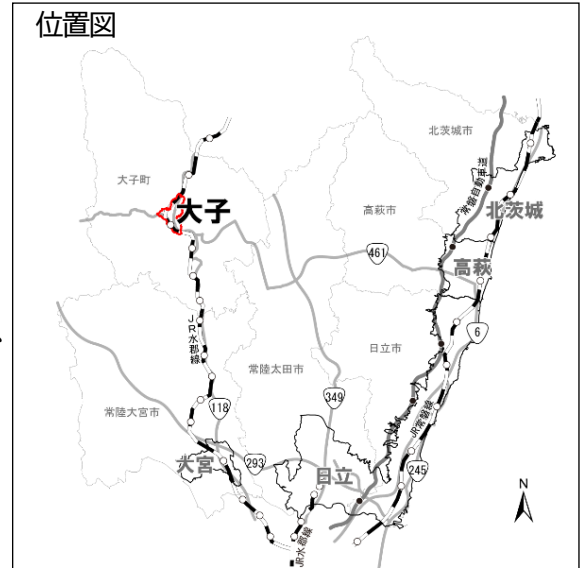 位置図
北茨城市
大子町
常磐自動車道
大子
高萩市
北茨城
461
高萩
6
JR水郡線
日立市
常陸太田市
349
JR常磐線
常陸大宮市
118
大宮
293
日立
245
N
JR水郡線